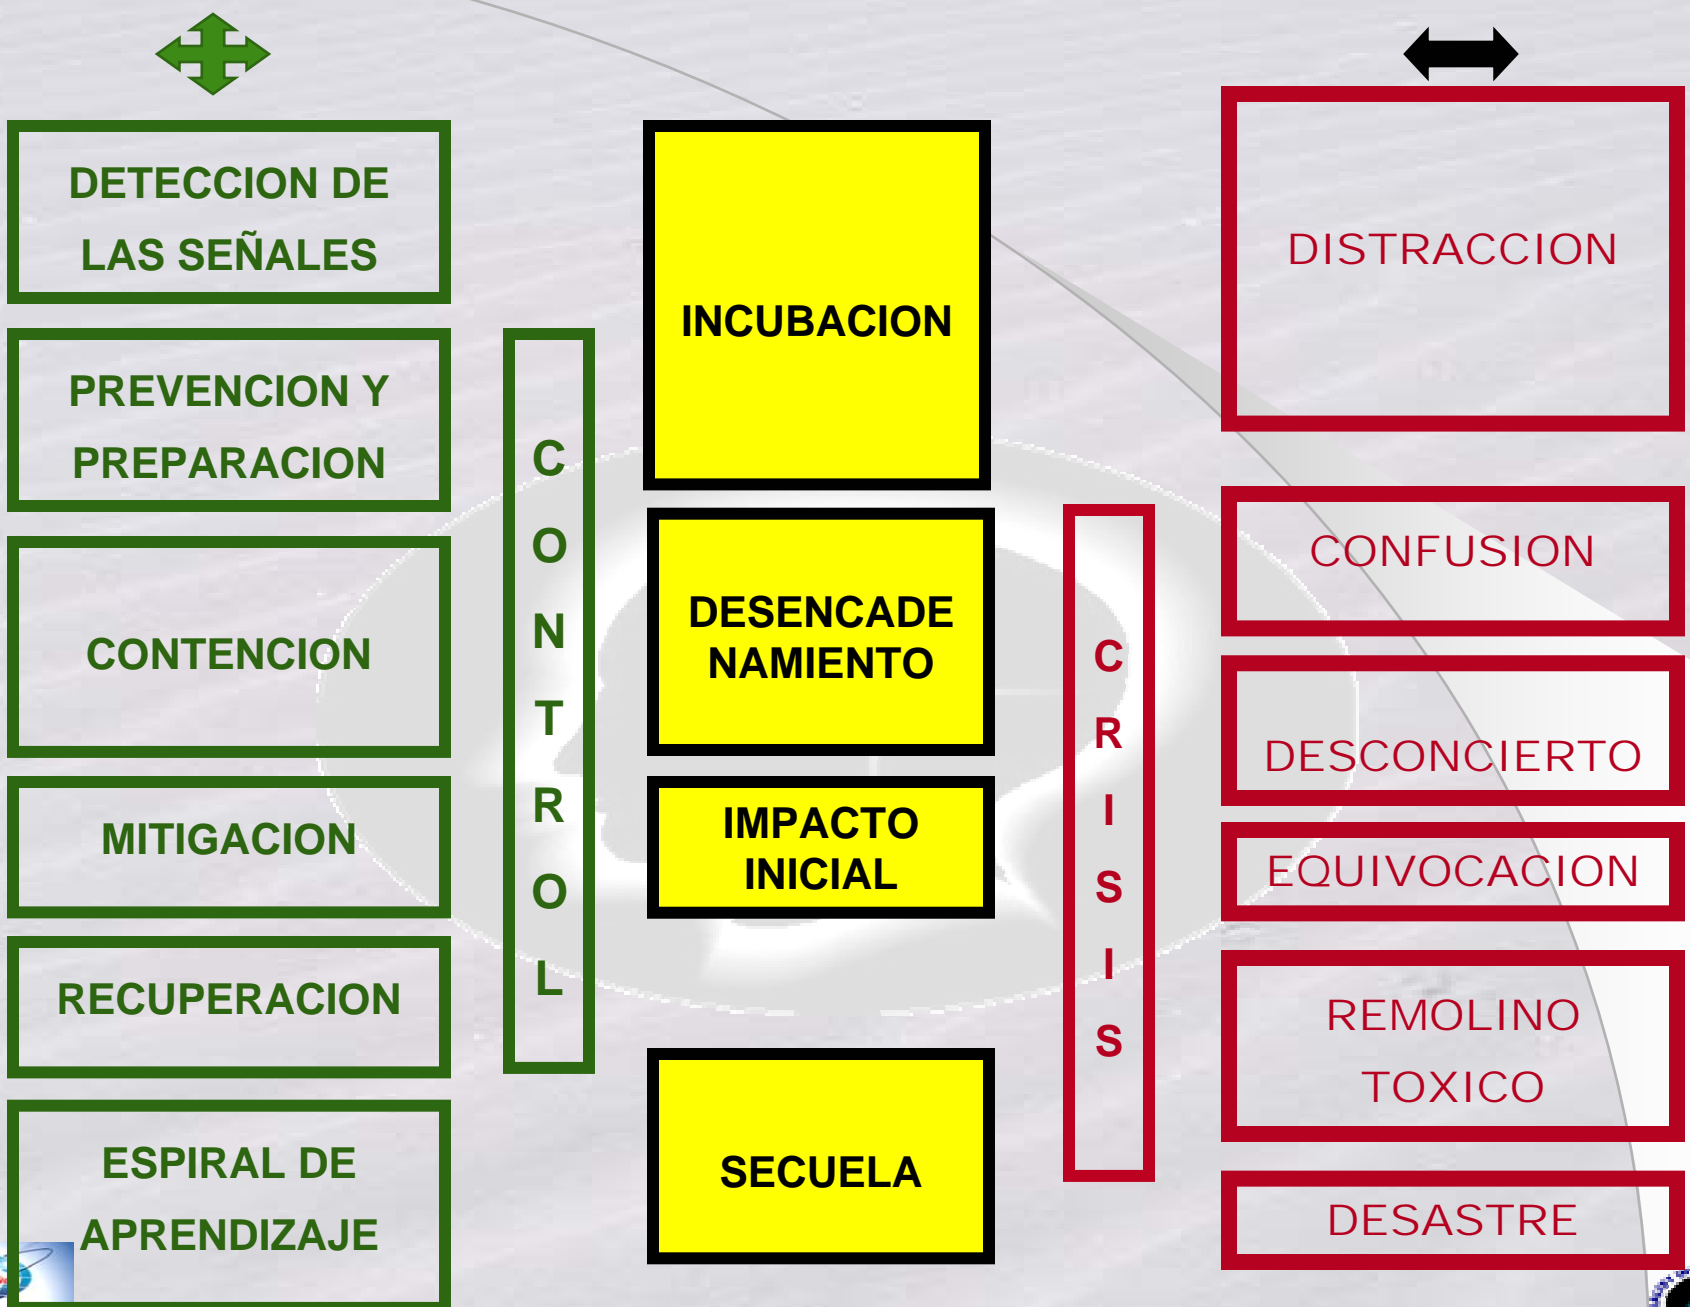 DETECCION DE
LAS SEÑALES
PREVENCION Y
PREPARACION
CONTENCION
MITIGACION
RECUPERACION
ESPIRAL DE
APRENDIZAJE
C
O
N
T
R
O
L
INCUBACION
DESENCADE
NAMIENTO
IMPACTO
INICIAL
SECUELA
C
R
I
S
I
S
DISTRACCION
CONFUSION
DESCONCIERTO
EQUIVOCACION
REMOLINO
TOXICO
DESASTRE